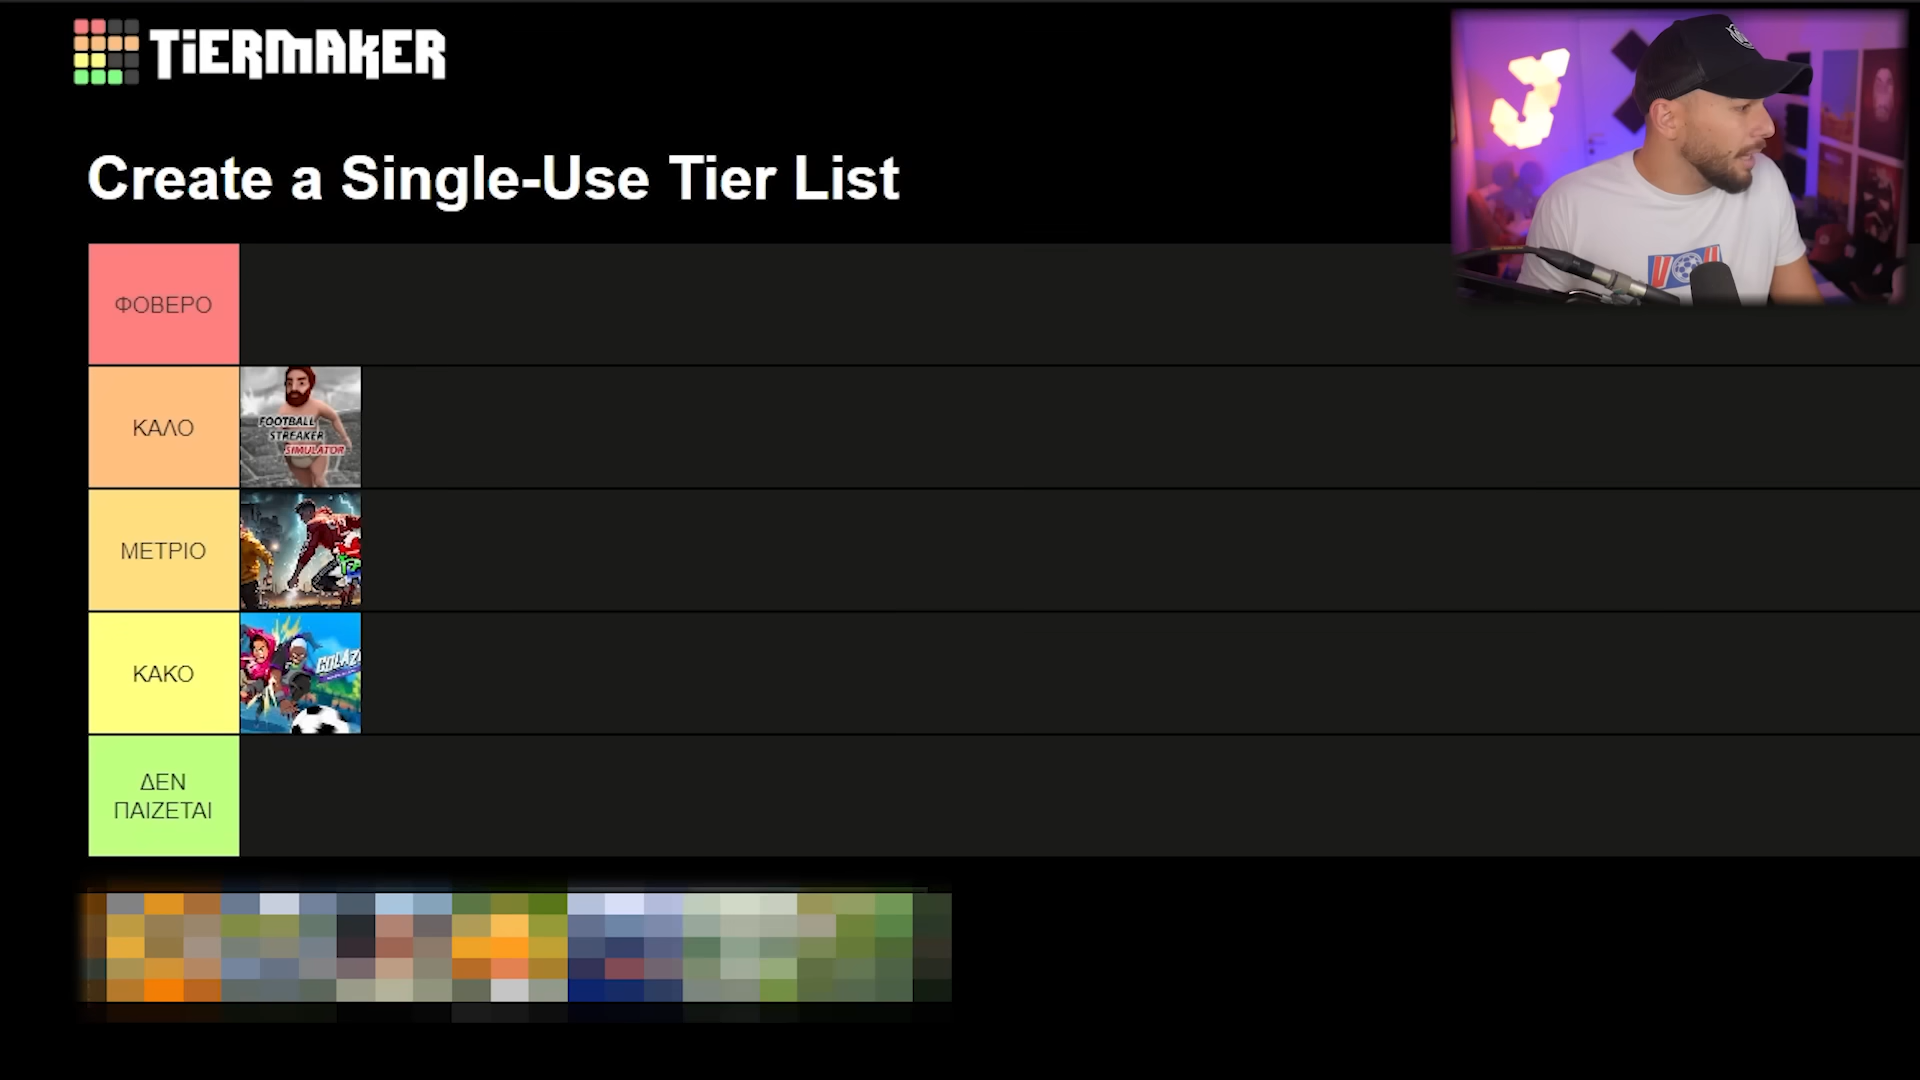 TiERMAKER
Create a Single-Use Tier List
ΦΟΒΕΡΟ
ΚΑΛΟ
FOOTBALL
STREAKER
SIMULATOR
ΜΕΤΡΙΟ
ΚΑΚΟ
ΔΕΝ
ΠΑΙΖΕΤΑΙ